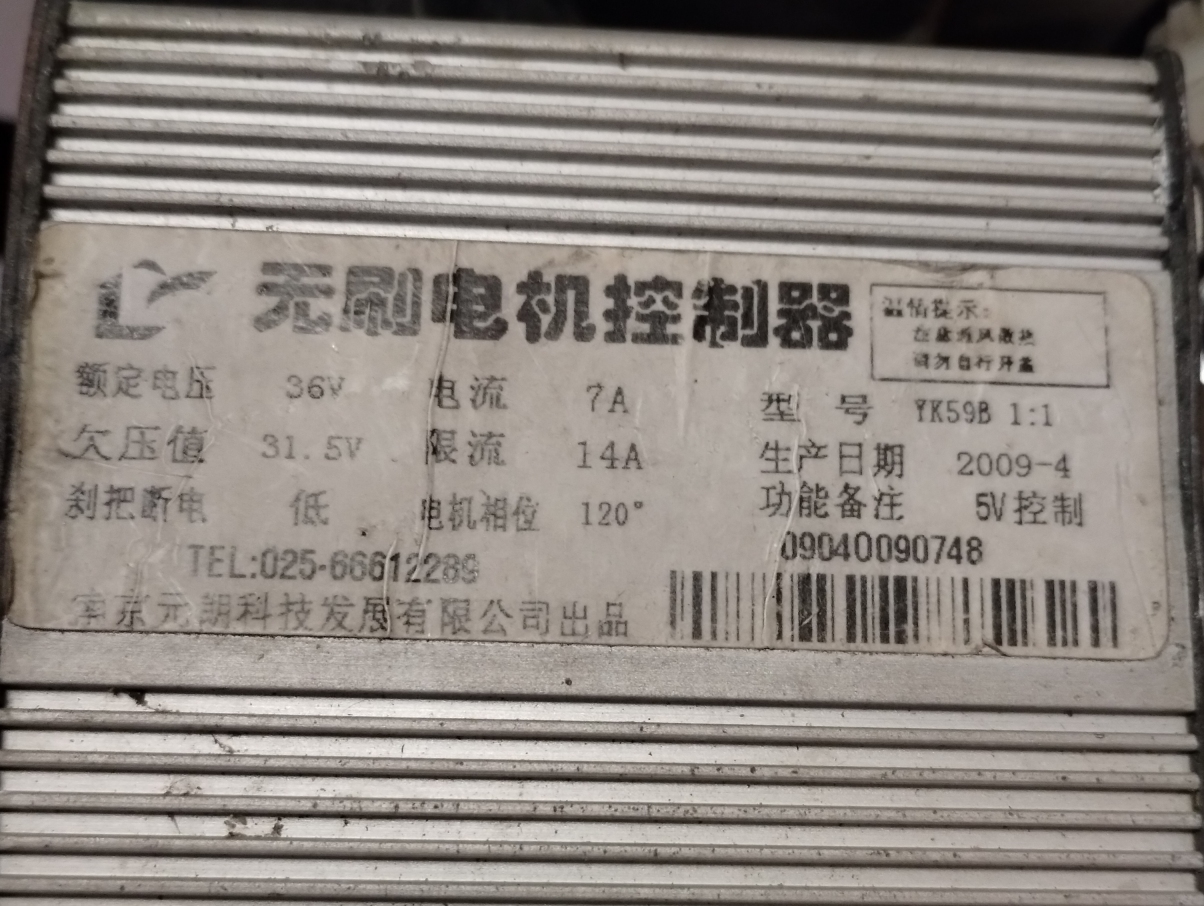 无刷电机控制器
温情提示:
在通风散热
请勿自行开盖
额定电压 36V 电流 7A 型号 YK59B 1:1
欠压值 31.5V 限流 14A 生产日期 2009-4
刹把断电 低 电机相位 120° 功能备注 5V控制
TEL:025-66612289
09040090748
南京元朗科技发展有限公司出品